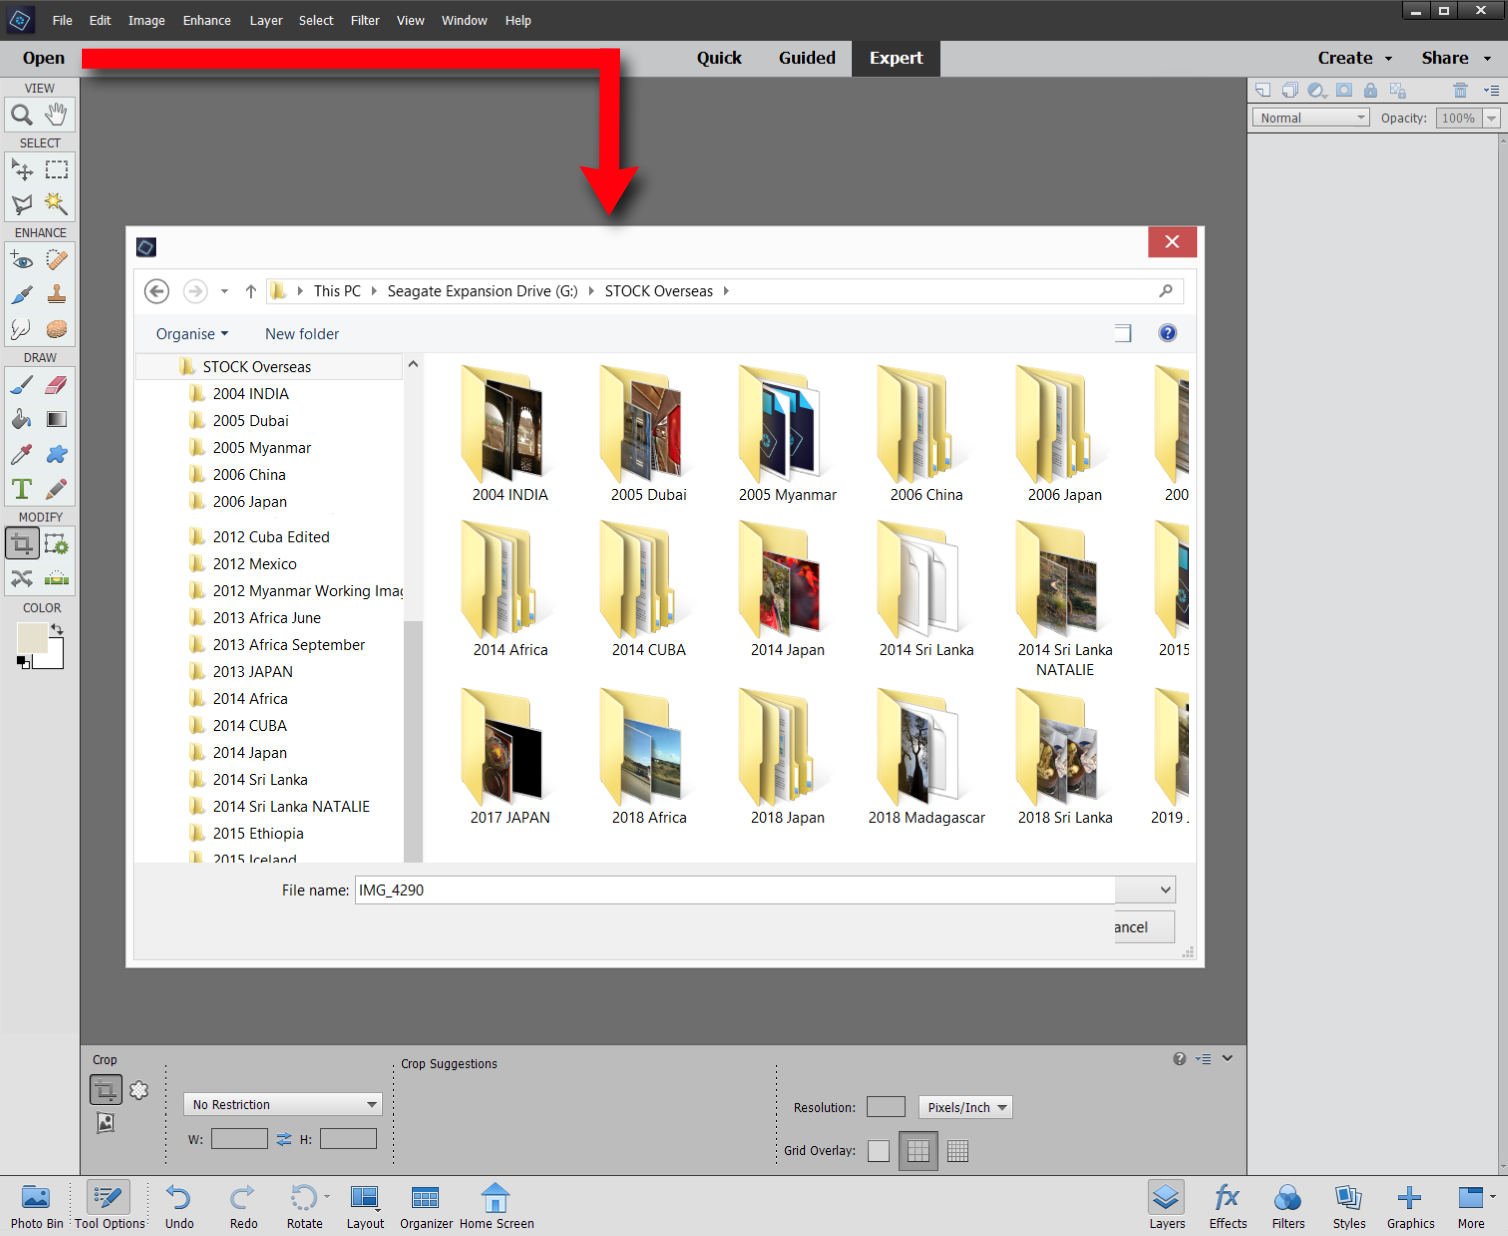 File Edit Image Enhance Layer Select Filter View Window Help
Open Quick Guided Expert Create Share
VIEW
SELECT
ENHANCE
DRAW
MODIFY
COLOR
Normal Opacity: 100%
This PC Seagate Expansion Drive (G:) STOCK Overseas
Organise New folder
STOCK Overseas
2004 INDIA
2005 Dubai
2005 Myanmar
2006 China
2006 Japan
2012 Cuba Edited
2012 Mexico
2012 Myanmar Working Imag
2013 Africa June
2013 Africa September
2013 JAPAN
2014 Africa
2014 CUBA
2014 Japan
2014 Sri Lanka
2014 Sri Lanka NATALIE
2015 Ethiopia
2015 Iceland
2004 INDIA 2005 Dubai 2005 Myanmar 2006 China 2006 Japan 200
2014 Africa 2014 CUBA 2014 Japan 2014 Sri Lanka 2014 Sri Lanka 2015
NATALIE
2017 JAPAN 2018 Africa 2018 Japan 2018 Madagascar 2018 Sri Lanka 2019
File name: IMG_4290
ancel
Crop
Crop Suggestions
No Restriction
W: H:
Resolution: Pixels/Inch
Grid Overlay:
Photo Bin Tool Options Undo Redo Rotate Layout Organizer Home Screen Layers Effects Filters Styles Graphics More